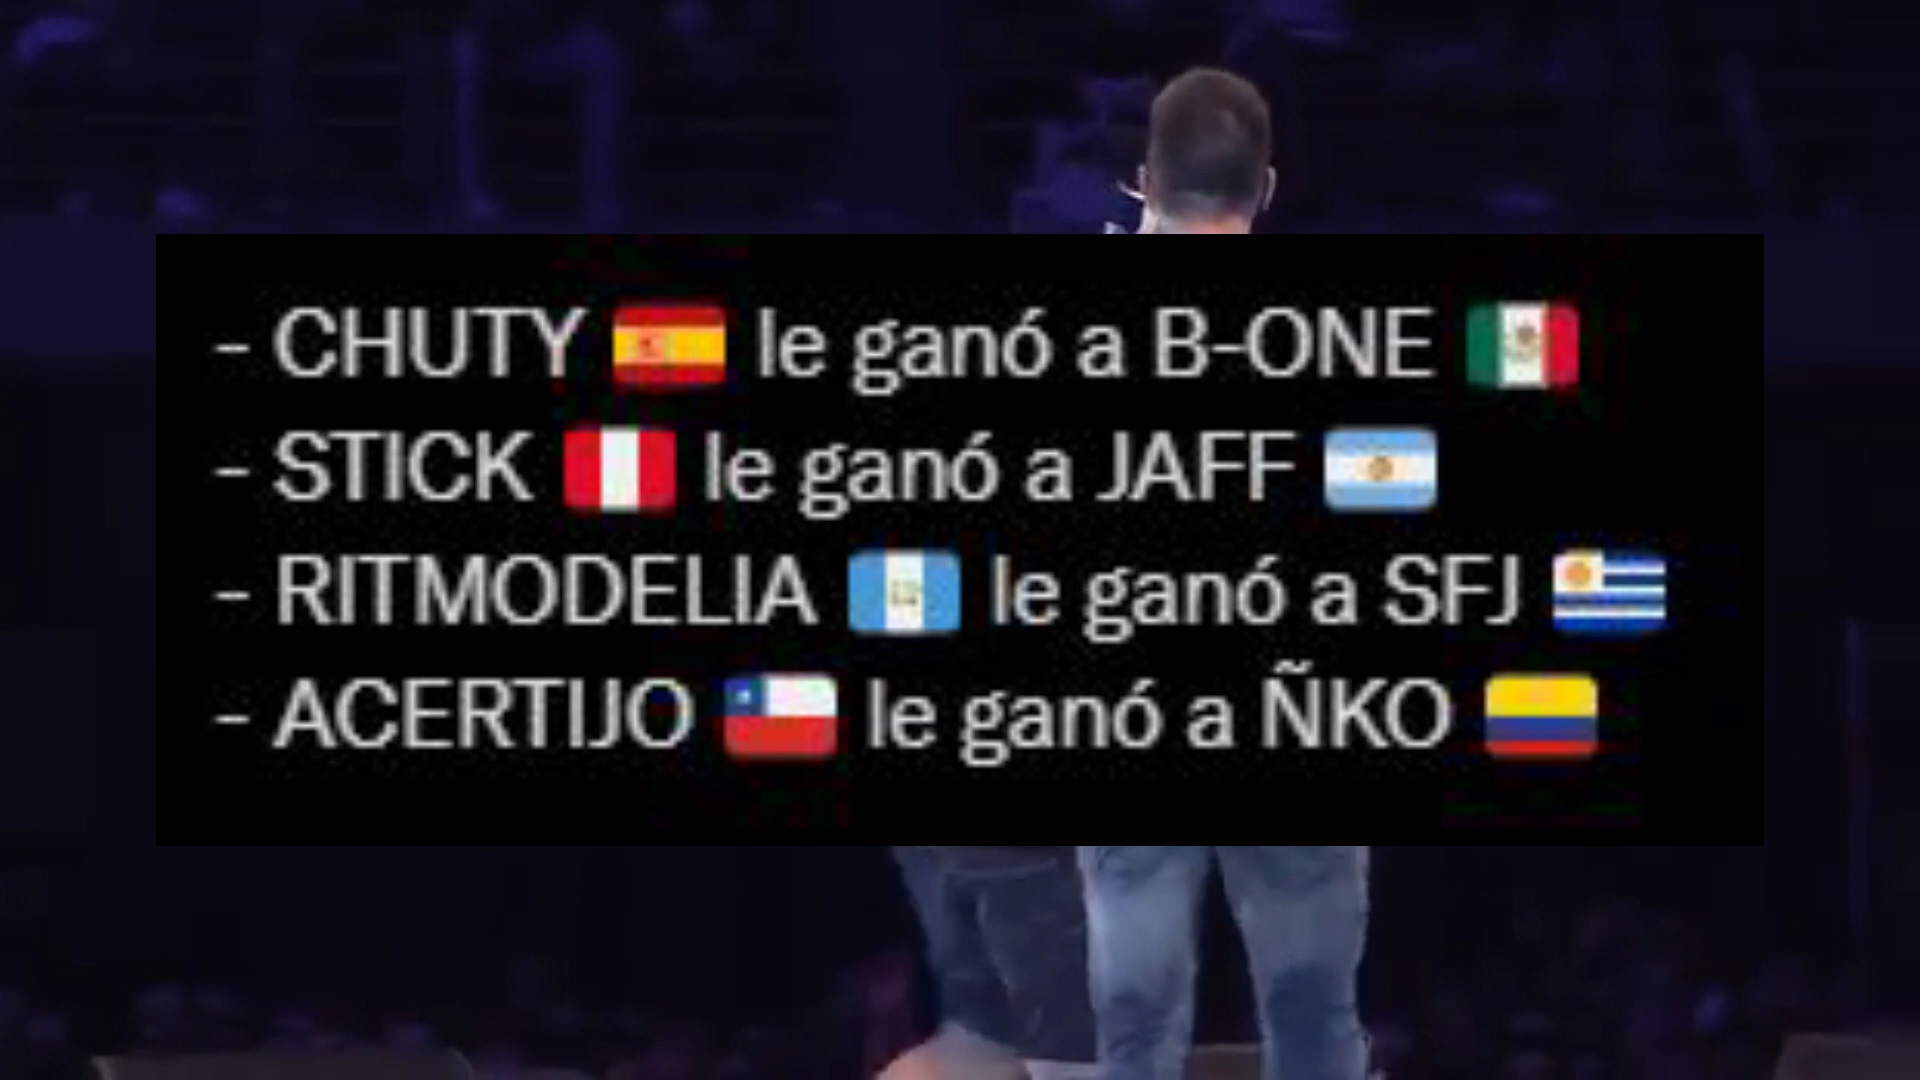 - CHUTY 🇪🇸 le ganó a B-ONE 🇲🇽
- STICK 🇵🇪 le ganó a JAFF 🇦🇷
- RITMODELIA 🇬🇹 le ganó a SFJ 🇺🇾
- ACERTIJO 🇨🇱 le ganó a ÑKO 🇨🇴